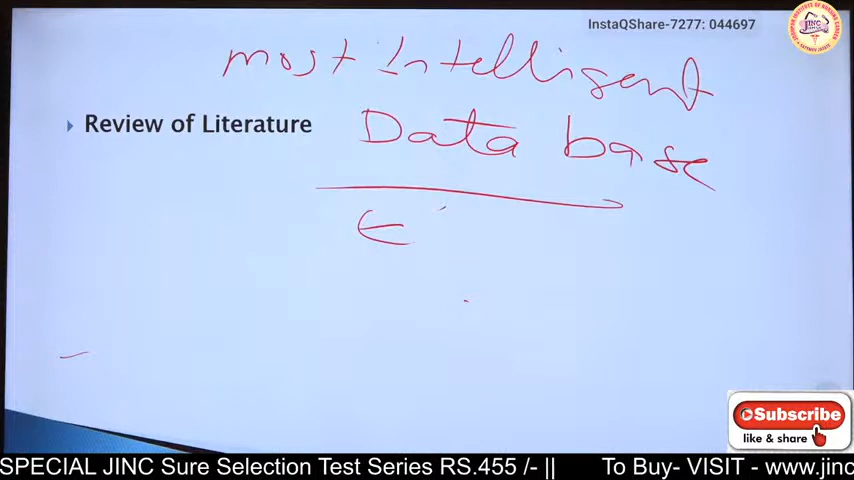 InstaQShare-7277: 044697
JINC
most Intelligent
Review of Literature
Data base
E
Subscribe
like & share
SPECIAL JINC Sure Selection Test Series RS.455 /- || To Buy- VISIT - www.jinc